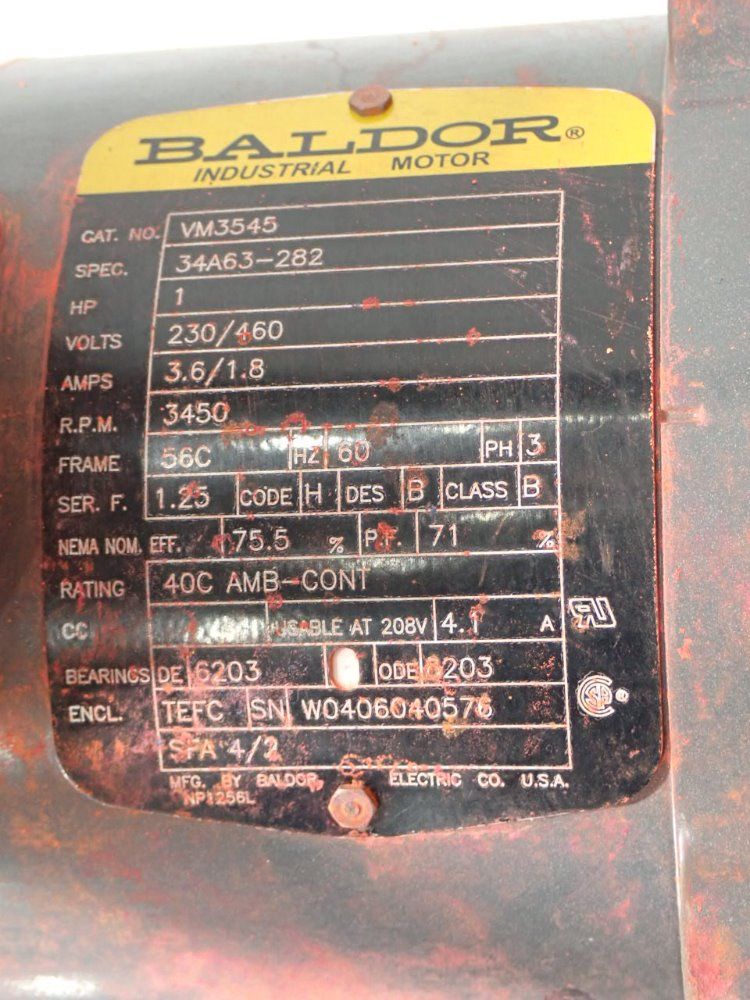 BALDOR®
INDUSTRIAL MOTOR
CAT. NO. VM3545
SPEC. 34A63-282
HP 1
VOLTS 230/460
AMPS 3.6/1.8
R.P.M. 3450
FRAME 56C HZ 60 PH 3
SER. F. 1.25 CODE H DES B CLASS B
NEMA NOM. EFF. 75.5 % P.F. 71 %
RATING 40C AMB-CONT
CC USABLE AT 208V 4.1 A
BEARINGS DE 6203 ODE 6203
ENCL. TEFC SN W0406040576
SFA 4/2
MFG. BY BALDOR ELECTRIC CO. U.S.A.
NP1256L